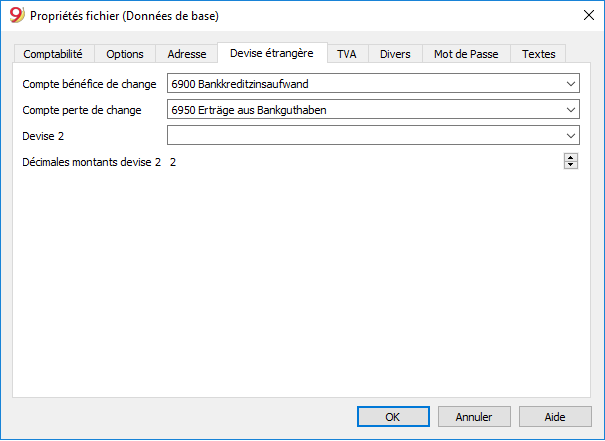 Propriétés fichier (Données de base)
Comptabilité Options Adresse Devise étrangère TVA Divers Mot de Passe Textes
Compte bénéfice de change 6900 Bankkreditzinsaufwand
Compte perte de change 6950 Erträge aus Bankguthaben
Devise 2
Décimales montants devise 2 2
OK Annuler Aide